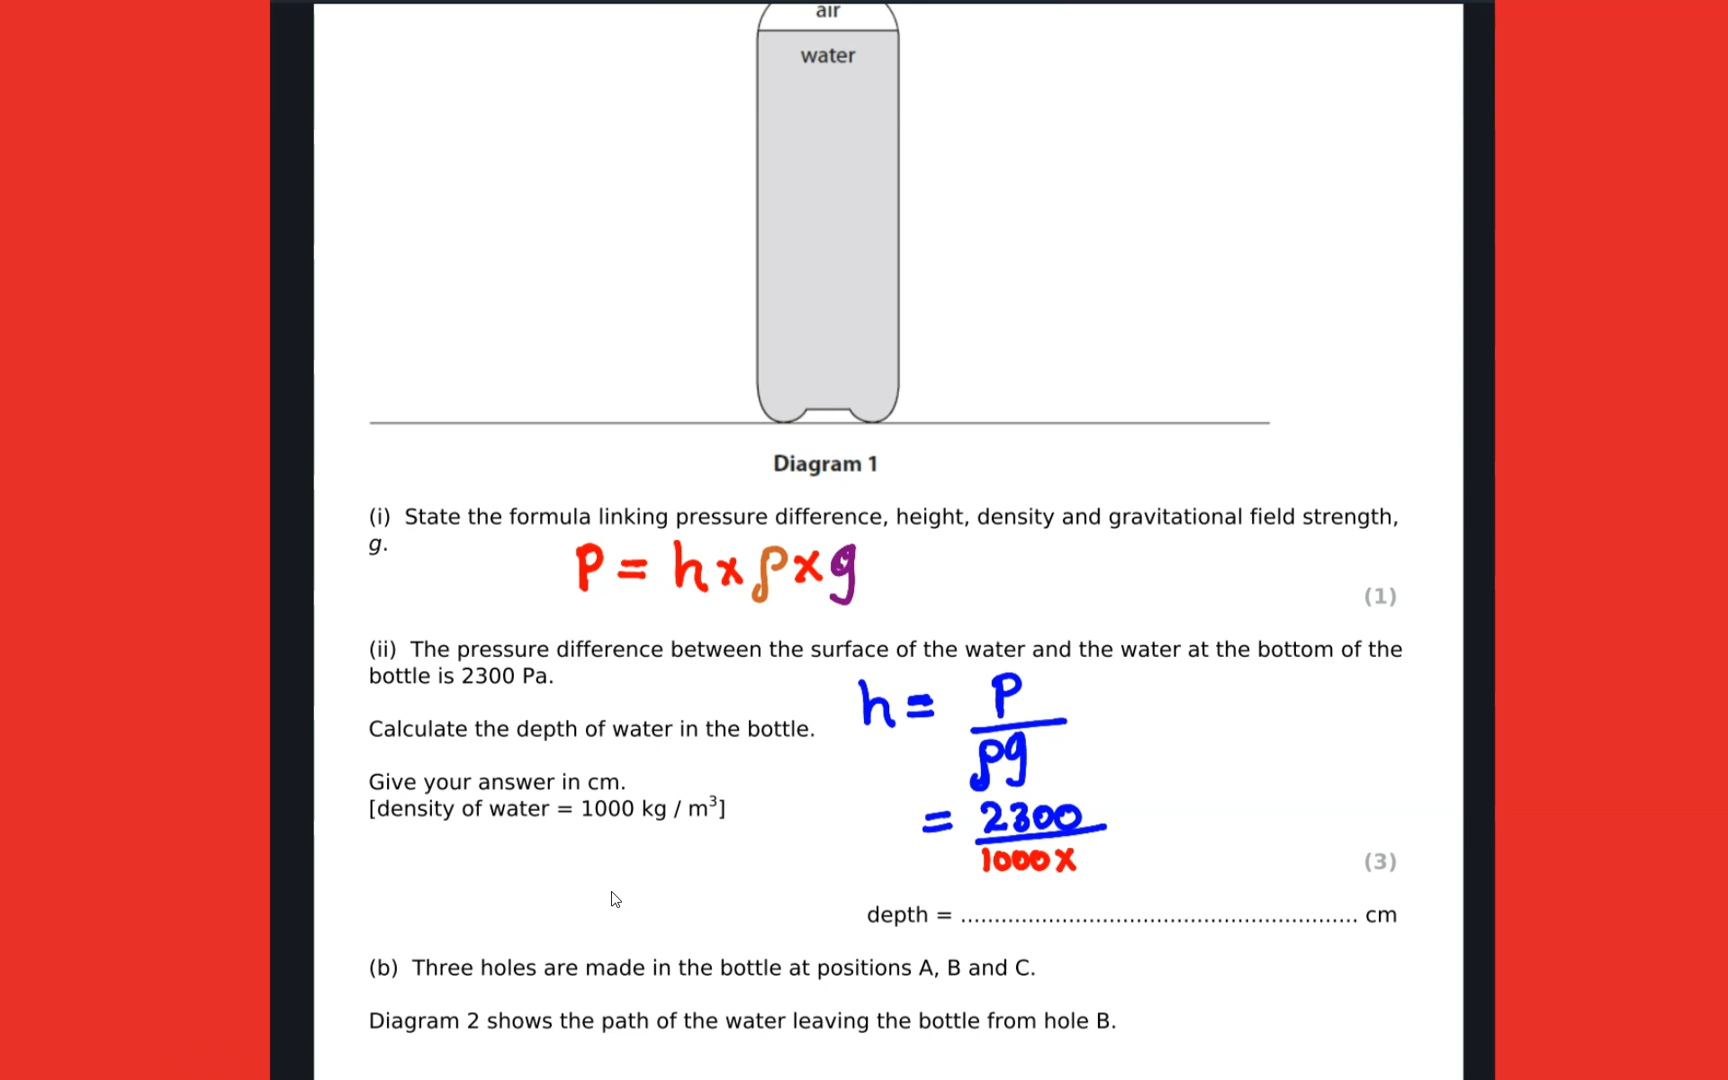 air
water
Diagram 1
(i) State the formula linking pressure difference, height, density and gravitational field strength,
g.
P = h x ρ x g
(1)
(ii) The pressure difference between the surface of the water and the water at the bottom of the
bottle is 2300 Pa.
h = P
ρg
Calculate the depth of water in the bottle.
Give your answer in cm.
[density of water = 1000 kg / m³]
= 2300
1000 x
(3)
depth = ............................................................ cm
(b) Three holes are made in the bottle at positions A, B and C.
Diagram 2 shows the path of the water leaving the bottle from hole B.